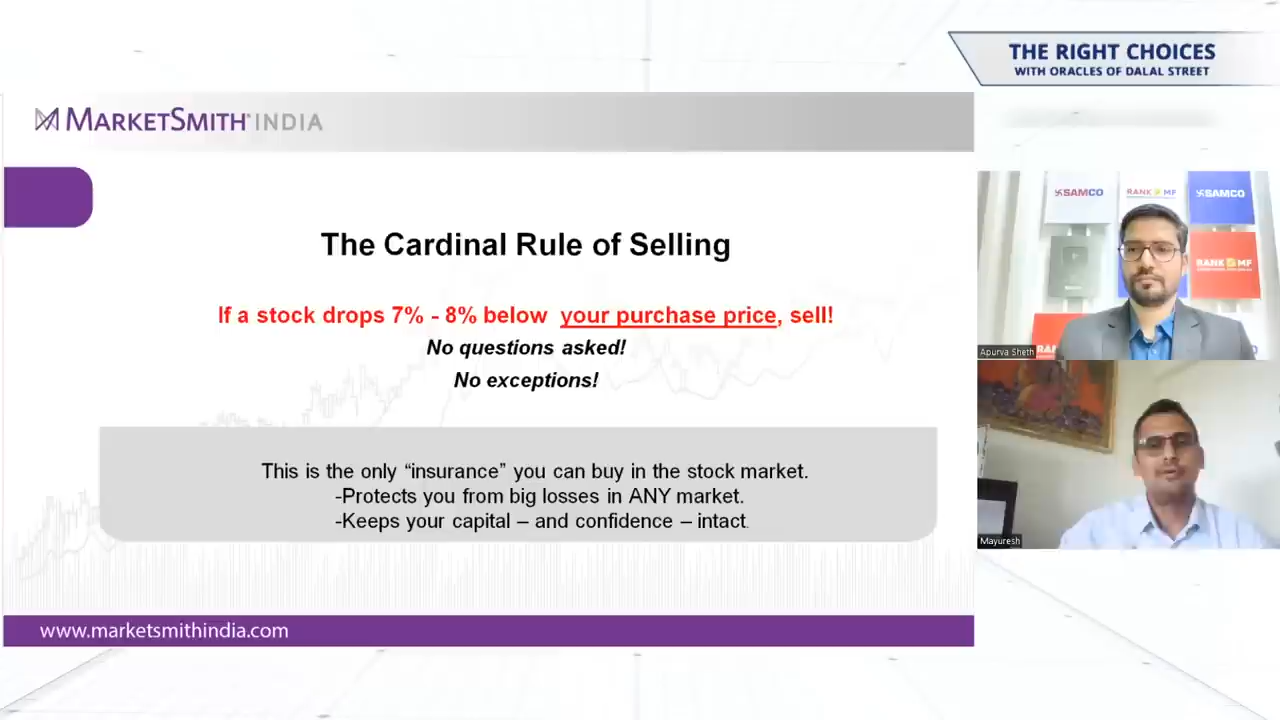 THE RIGHT CHOICES
WITH ORACLES OF DALAL STREET
MARKETSMITH INDIA
The Cardinal Rule of Selling
If a stock drops 7% - 8% below your purchase price, sell!
No questions asked!
No exceptions!
This is the only “insurance” you can buy in the stock market.
-Protects you from big losses in ANY market.
-Keeps your capital – and confidence – intact.
www.marketsmithindia.com
SAMCO
RANK MF
SAMCO
RANK MF
Apurva Sheth
Mayuresh